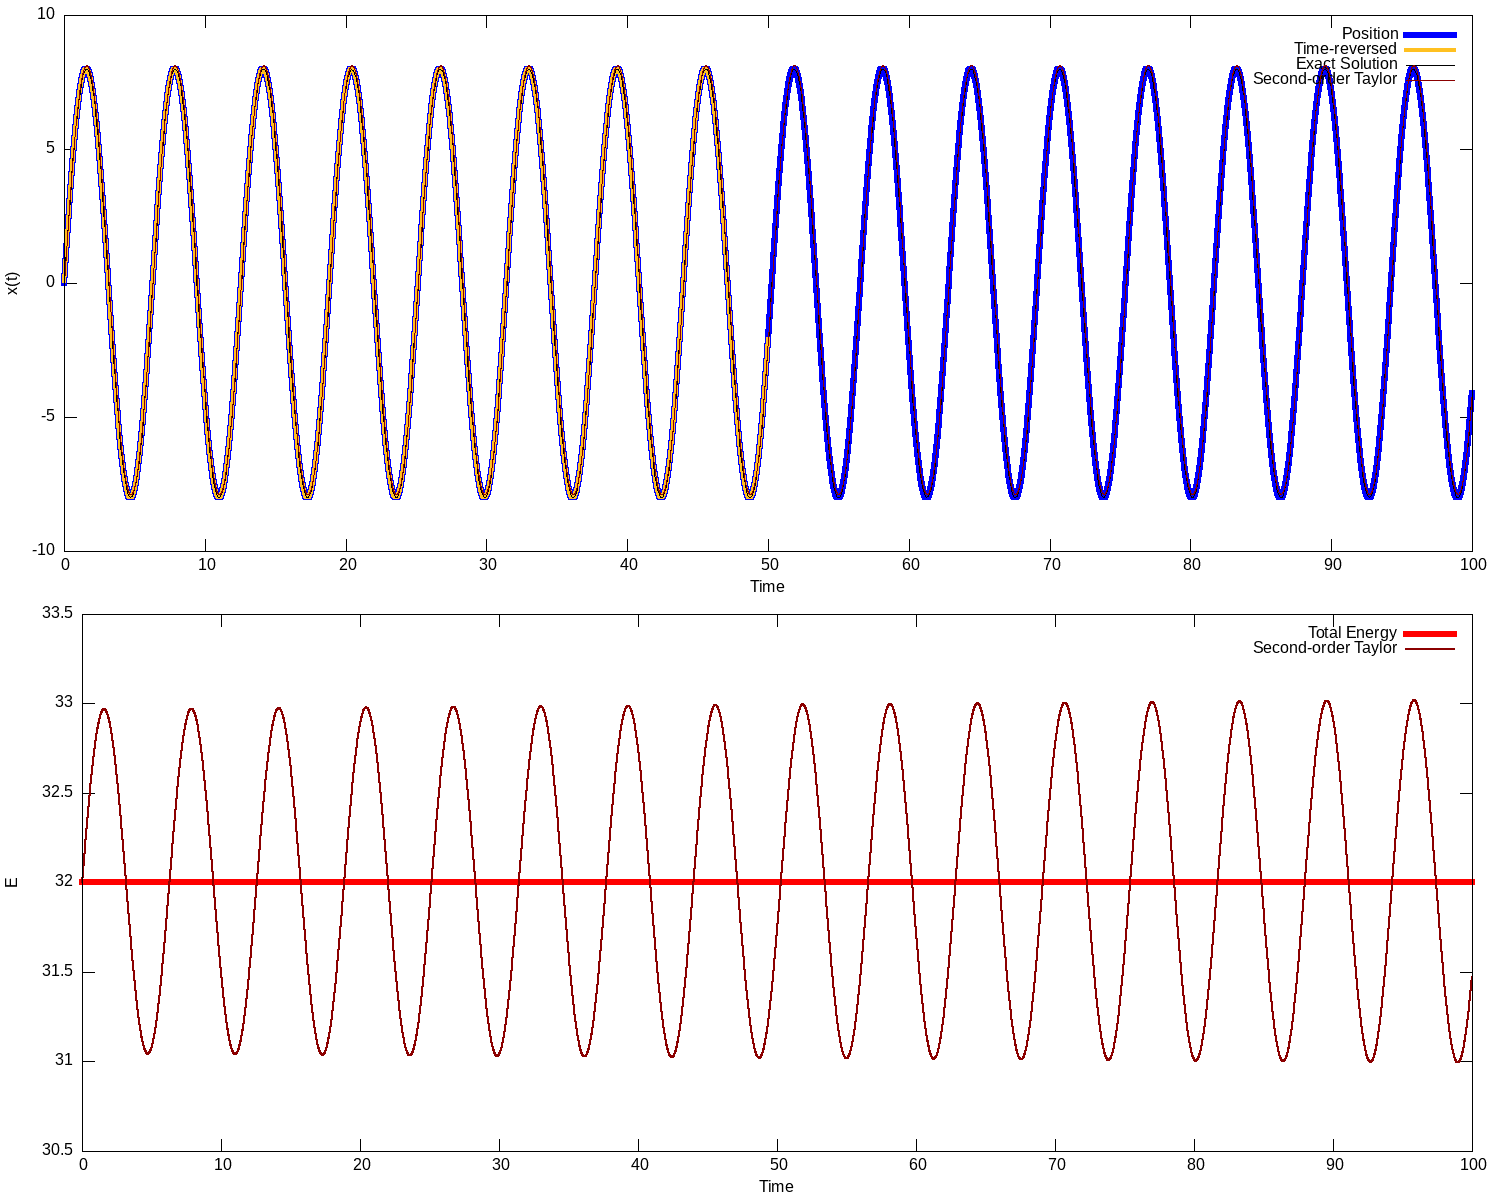 10
5
0
-5
-10
x(t)
Position
Time-reversed
Exact Solution
Second-order Taylor
0 10 20 30 40 50 60 70 80 90 100
Time
33.5
33
32.5
32
31.5
31
30.5
E
Total Energy
Second-order Taylor
0 10 20 30 40 50 60 70 80 90 100
Time